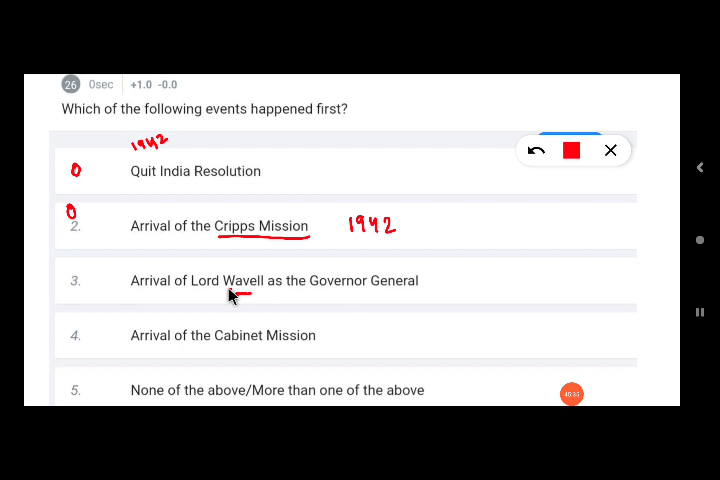 26 0sec +1.0 -0.0
Which of the following events happened first?
1942
Quit India Resolution
2. Arrival of the Cripps Mission 1942
3. Arrival of Lord Wavell as the Governor General
4. Arrival of the Cabinet Mission
5. None of the above/More than one of the above